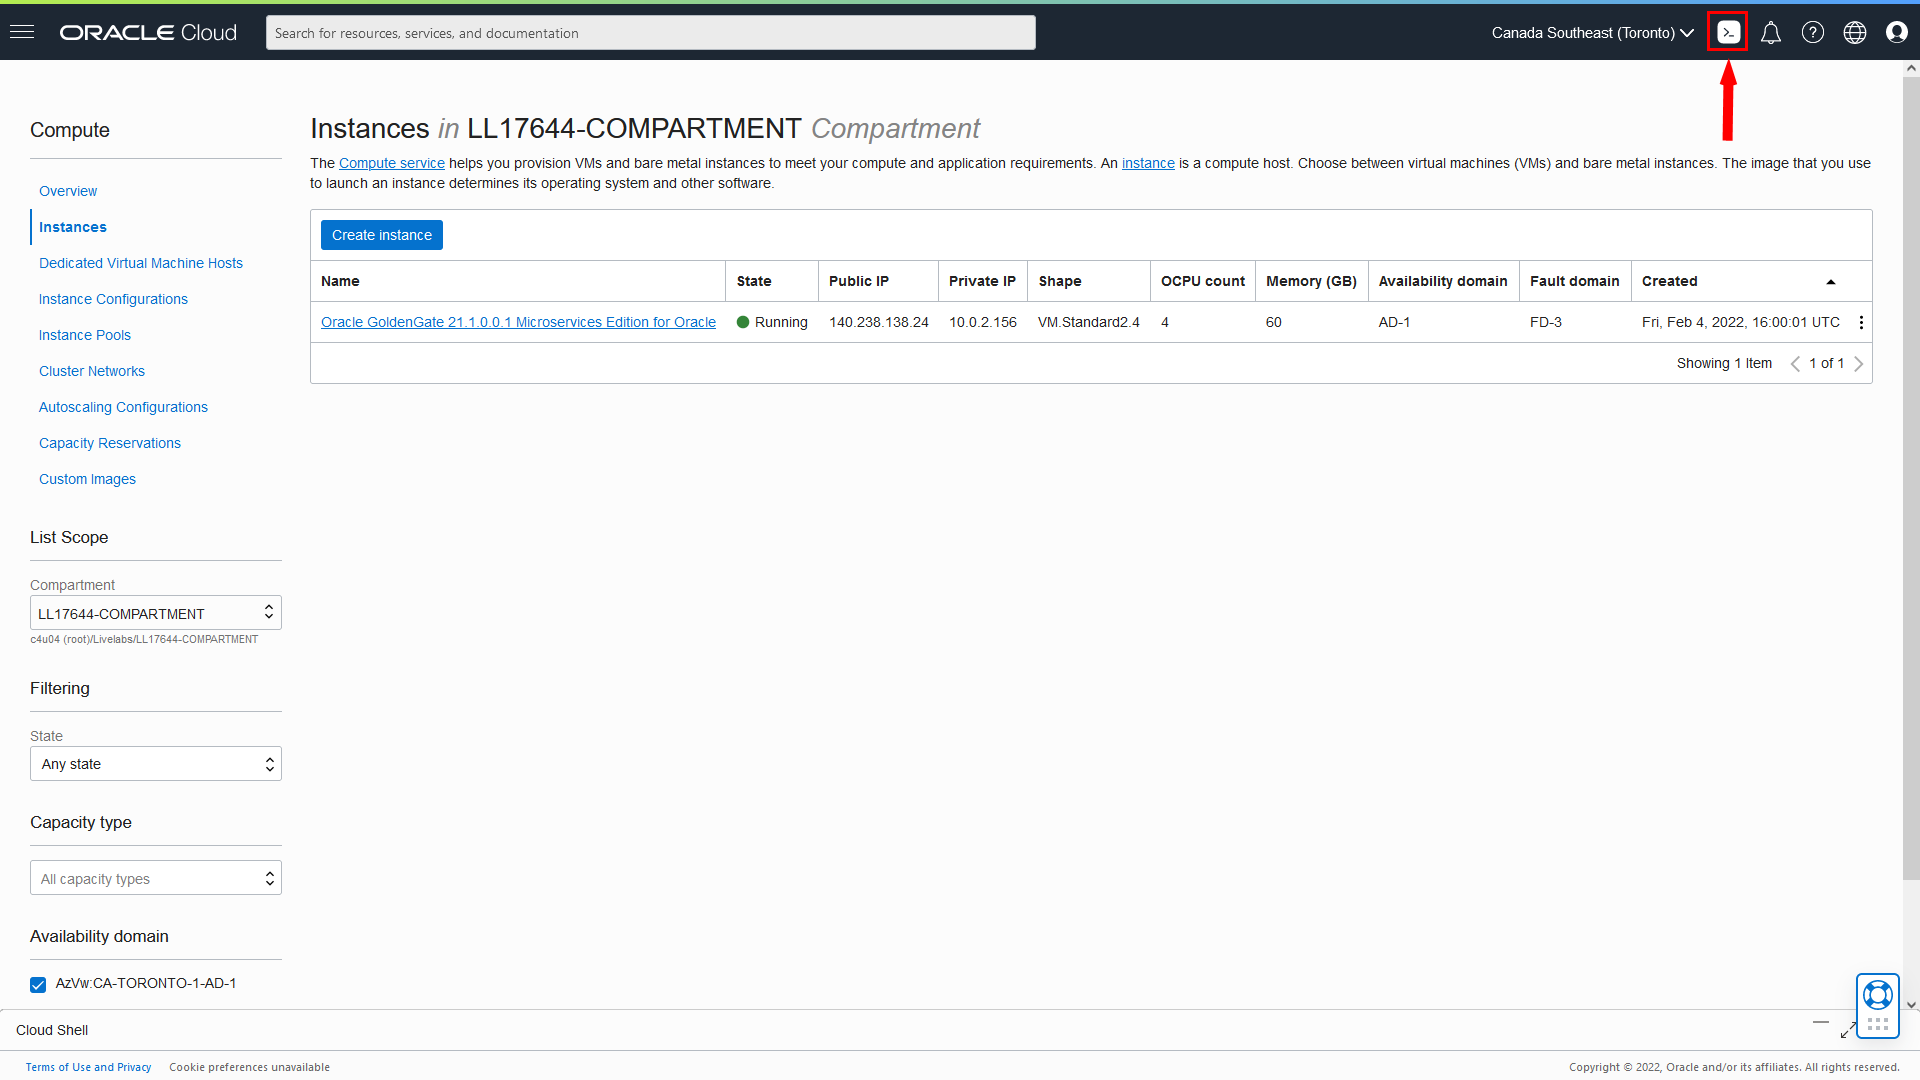 ORACLE Cloud
Search for resources, services, and documentation
Canada Southeast (Toronto)
Compute
Overview
Instances
Dedicated Virtual Machine Hosts
Instance Configurations
Instance Pools
Cluster Networks
Autoscaling Configurations
Capacity Reservations
Custom Images
List Scope
Compartment
LL17644-COMPARTMENT
c4u04 (root)/Livelabs/LL17644-COMPARTMENT
Filtering
State
Any state
Capacity type
All capacity types
Availability domain
AzVw:CA-TORONTO-1-AD-1
Instances in LL17644-COMPARTMENT Compartment
The Compute service helps you provision VMs and bare metal instances to meet your compute and application requirements. An instance is a compute host. Choose between virtual machines (VMs) and bare metal instances. The image that you use
to launch an instance determines its operating system and other software.
Create instance
Name State Public IP Private IP Shape OCPU count Memory (GB) Availability domain Fault domain Created
Oracle GoldenGate 21.1.0.0.1 Microservices Edition for Oracle Running 140.238.138.24 10.0.2.156 VM.Standard2.4 4 60 AD-1 FD-3 Fri, Feb 4, 2022, 16:00:01 UTC
Showing 1 Item 1 of 1
Cloud Shell
Terms of Use and Privacy Cookie preferences unavailable
Copyright © 2022, Oracle and/or its affiliates. All rights reserved.